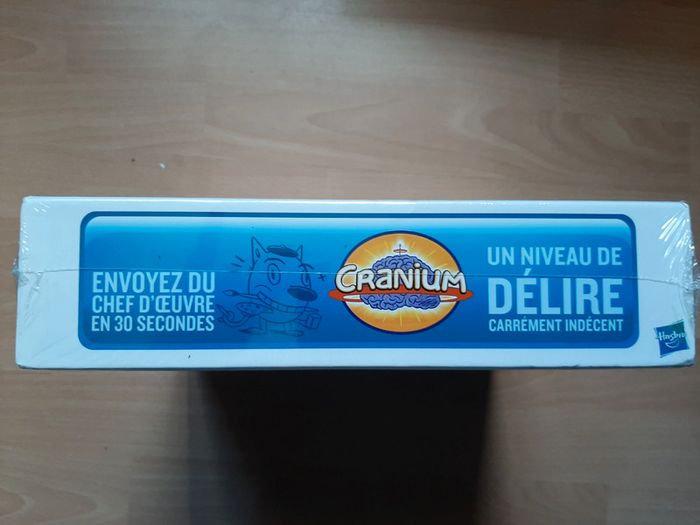 ENVOYEZ DU
CHEF D'ŒUVRE
EN 30 SECONDES
CRANIUM
UN NIVEAU DE
DÉLIRE
CARRÉMENT INDÉCENT
Hasbro